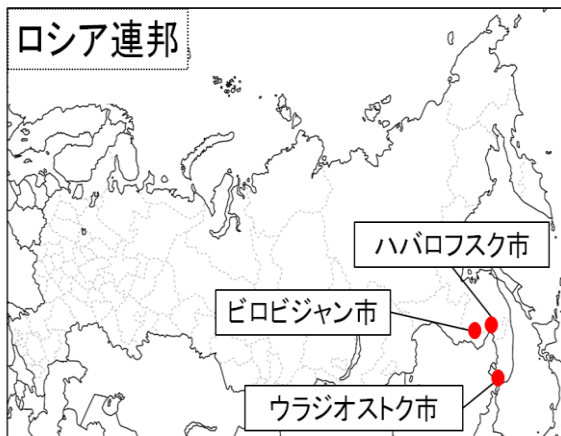 ロシア連邦
ハバロフスク市
ビロビジャン市
ウラジオストク市